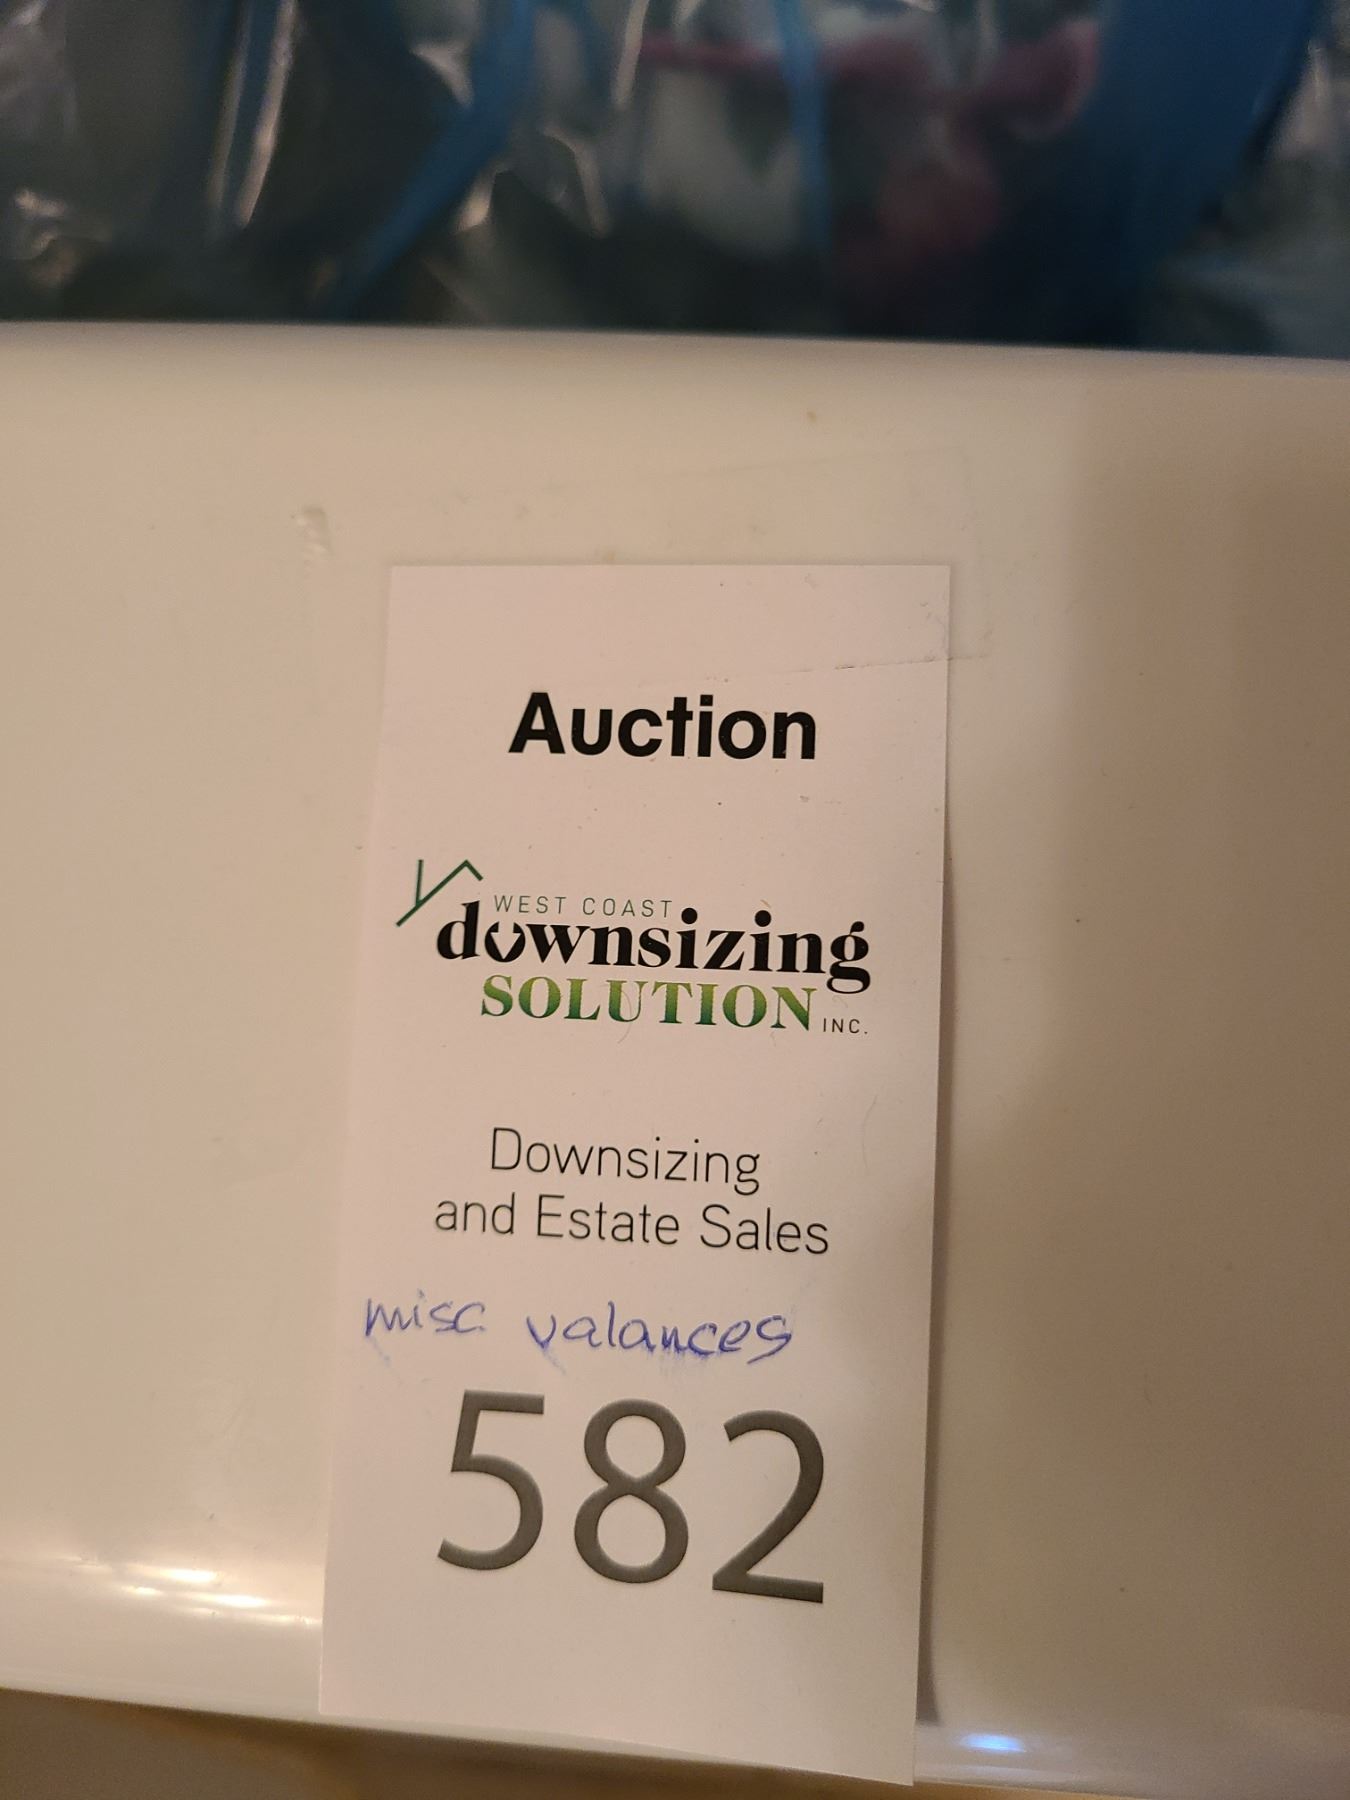 Auction
WEST COAST
downsizing
SOLUTION INC.
Downsizing
and Estate Sales
misc valances
582